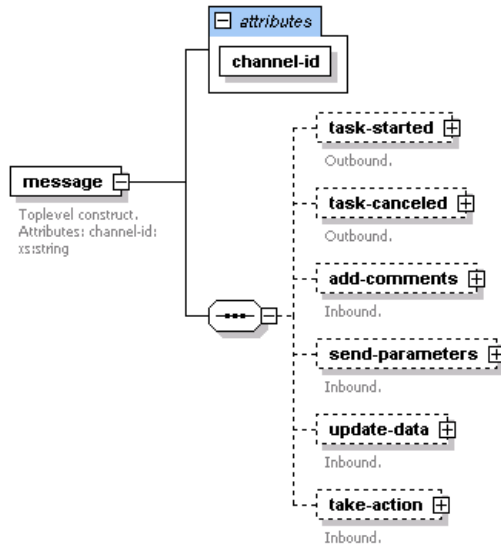 attributes
channel-id
message
Toplevel construct.
Attributes: channel-id:
xs:string
task-started
Outbound.
task-canceled
Outbound.
add-comments
Inbound.
send-parameters
Inbound.
update-data
Inbound.
take-action
Inbound.